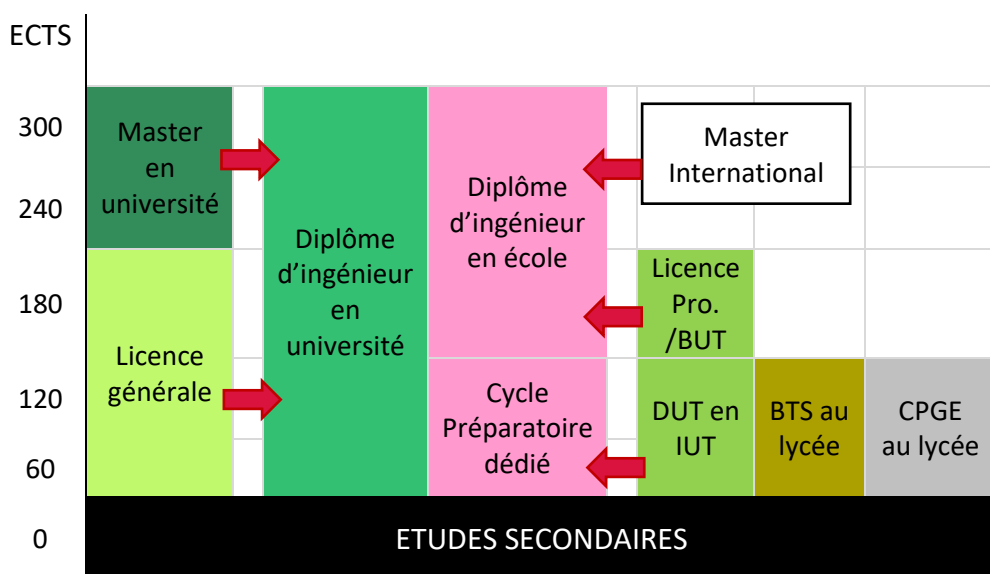 ECTS
300
240
180
120
60
0
Master
en
université
Licence
générale
Diplôme
d’ingénieur
en
université
Diplôme
d’ingénieur
en école
Cycle
Préparatoire
dédié
Master
International
Licence
Pro.
/BUT
DUT en
IUT
BTS au
lycée
CPGE
au lycée
ETUDES SECONDAIRES